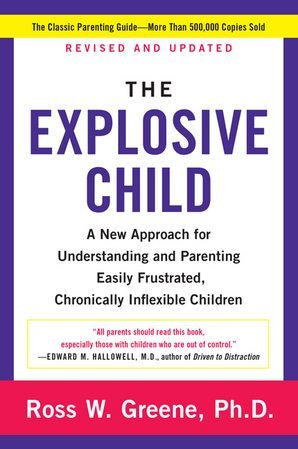 The Classic Parenting Guide—More Than 500,000 Copies Sold
REVISED AND UPDATED
THE
EXPLOSIVE
CHILD
A New Approach for
Understanding and Parenting
Easily Frustrated,
Chronically Inflexible Children
"All parents should read this book,
especially those with children who are out of control."
—EDWARD M. HALLOWELL, M.D., author of Driven to Distraction
Ross W. Greene, Ph.D.